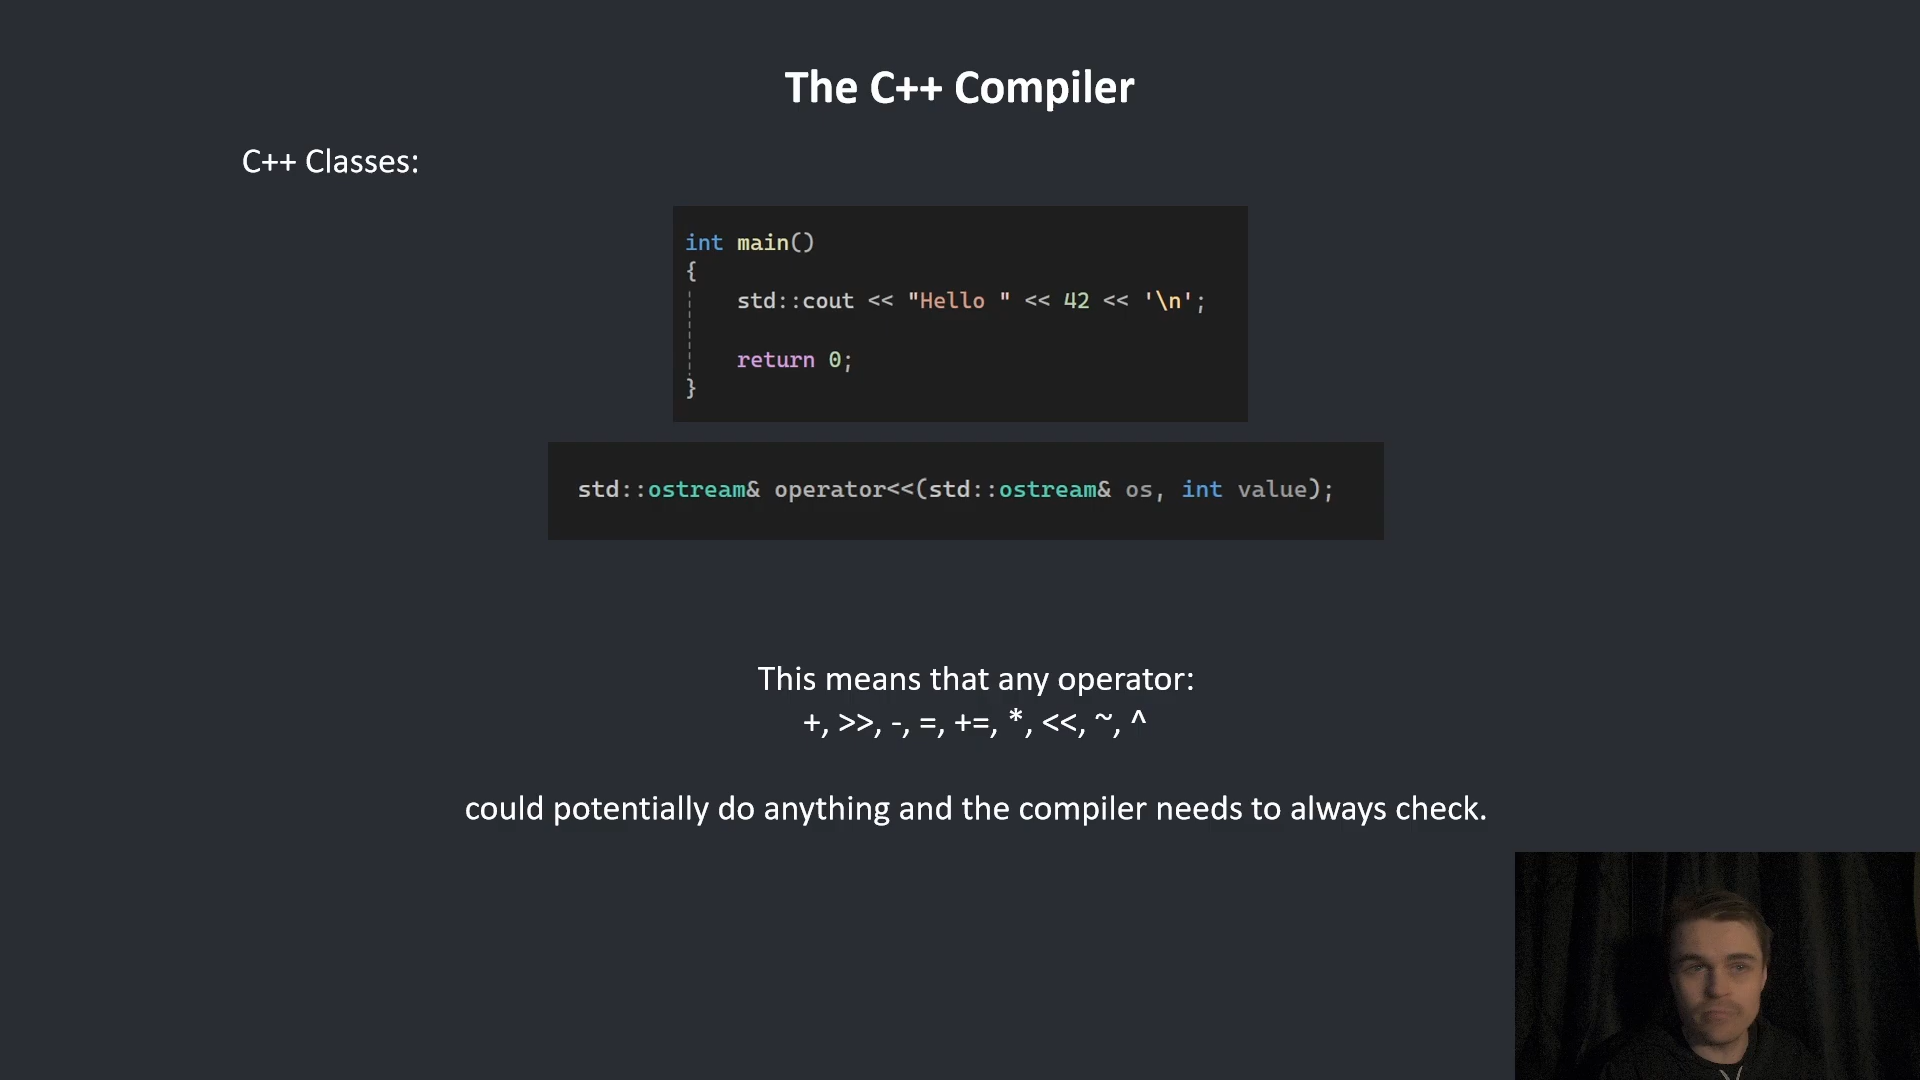 The C++ Compiler
C++ Classes:
int main()
{
    std::cout << "Hello " << 42 << '\n';
    return 0;
}
std::ostream& operator<<(std::ostream& os, int value);
This means that any operator:
+, >>, -, =, +=, *, <<, ~, ^
could potentially do anything and the compiler needs to always check.